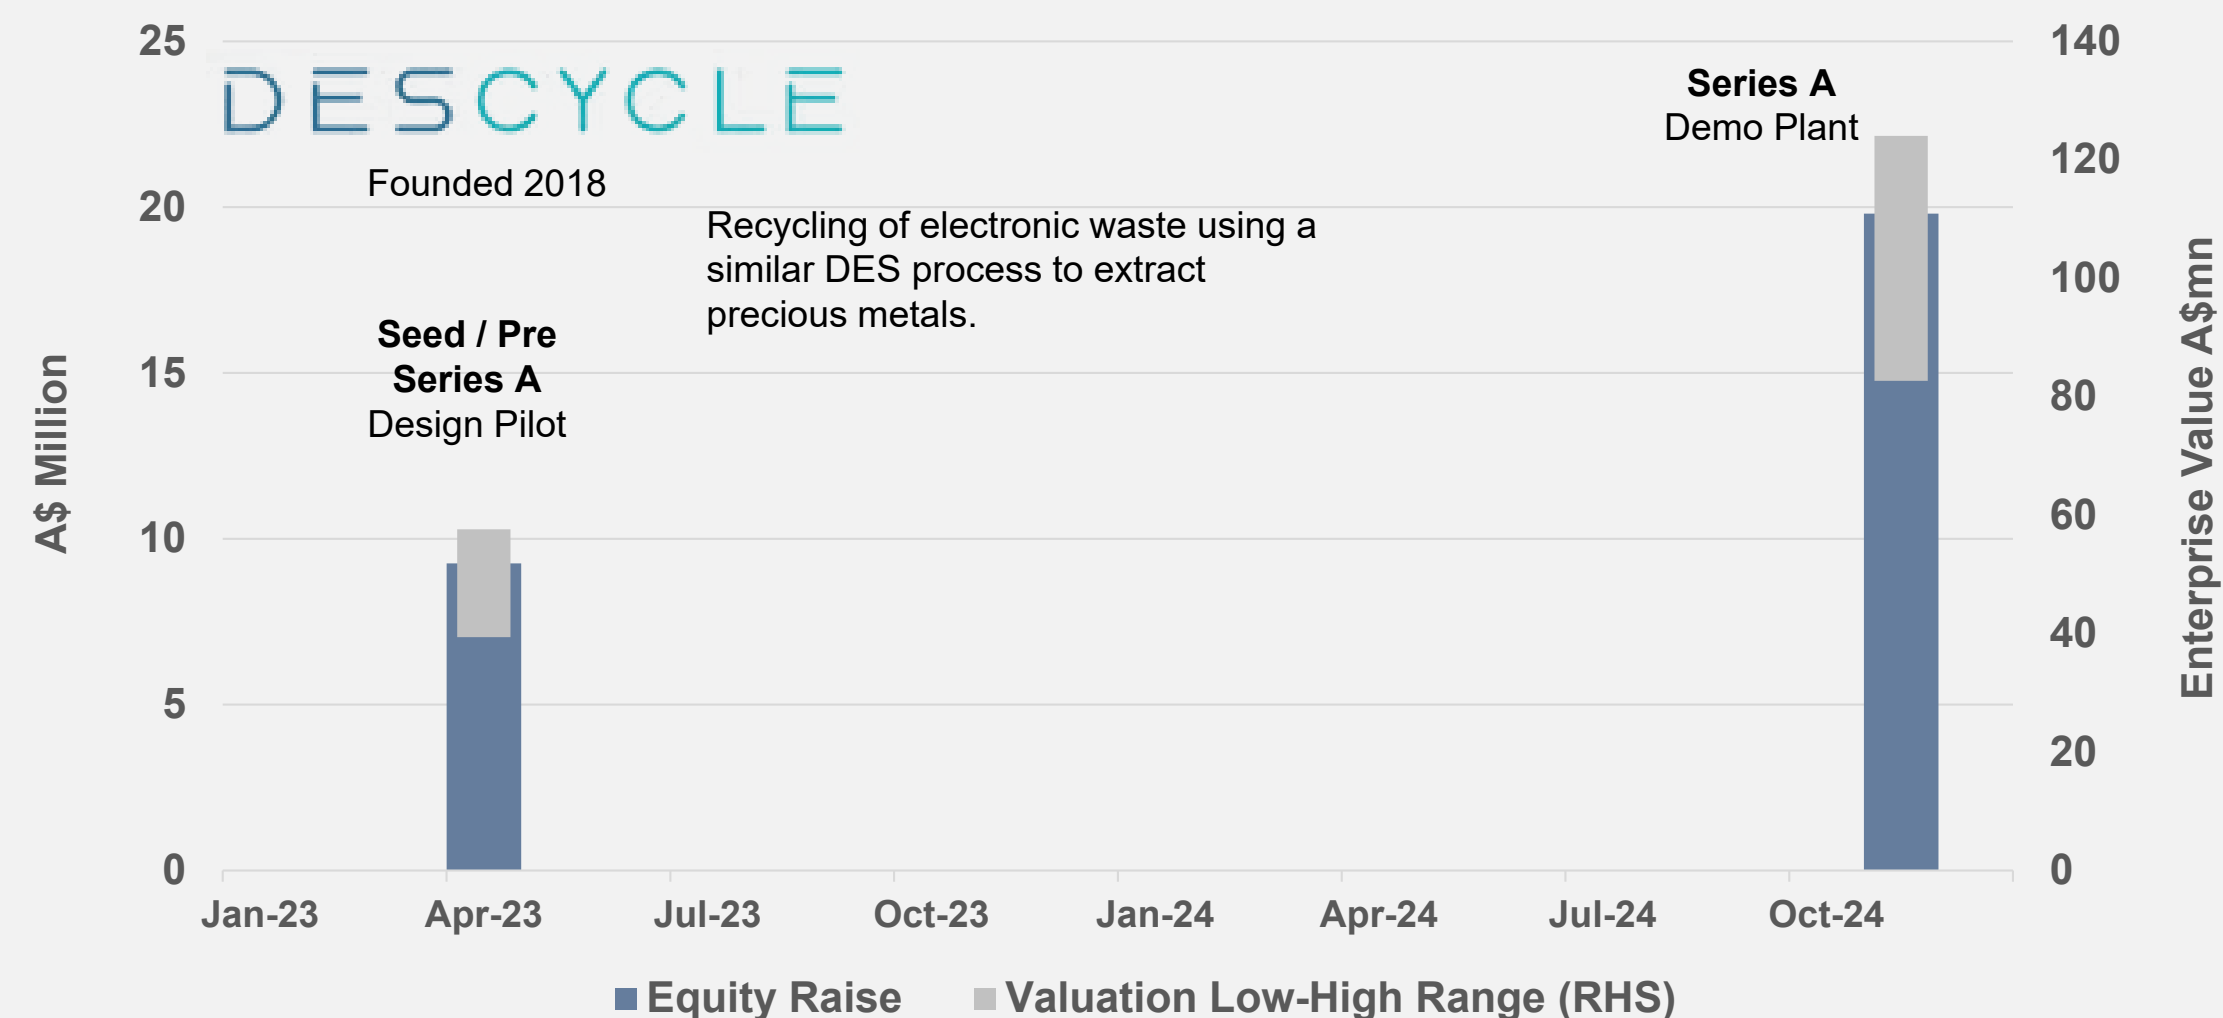 DESCYCLE
Founded 2018
Recycling of electronic waste using a
similar DES process to extract
precious metals.
Seed / Pre
Series A
Design Pilot
Series A
Demo Plant
A$ Million
25
20
15
10
5
0
Enterprise Value A$mn
140
120
100
80
60
40
20
0
Jan-23
Apr-23
Jul-23
Oct-23
Jan-24
Apr-24
Jul-24
Oct-24
Equity Raise
Valuation Low-High Range (RHS)